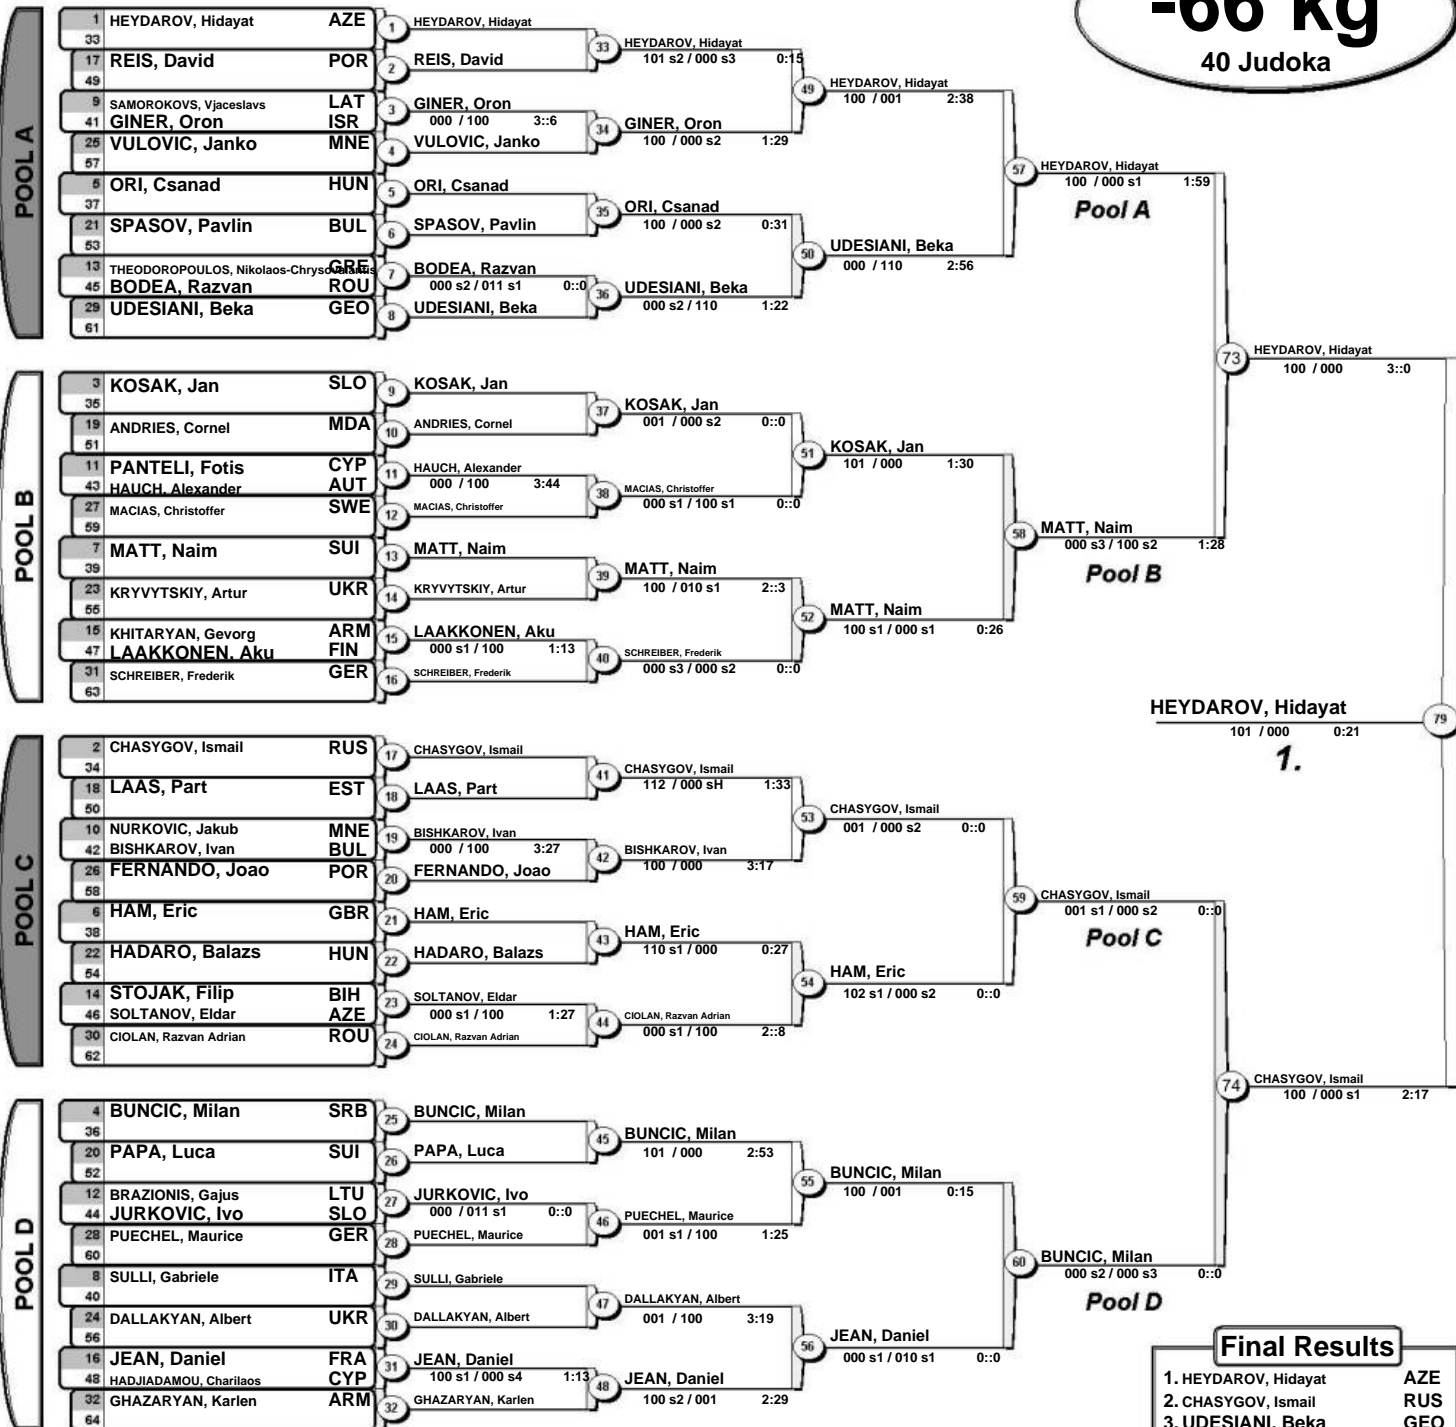 -66 kg
40 Judoka
POOL A
1 HEYDAROV, Hidayat AZE
33
17 REIS, David POR
49
9 SAMOROKOVS, Vjaceslavs LAT
41 GINER, Oron ISR
25 VULOVIC, Janko MNE
57
5 ORI, Csanad HUN
37
21 SPASOV, Pavlin BUL
53
13 THEODOROPOULOS, Nikolaos-Chrysovalantis GRE
45 BODEA, Razvan ROU
29 UDESIANI, Beka GEO
61
1 HEYDAROV, Hidayat
2 REIS, David
3 GINER, Oron
000 / 100 3::6
4 VULOVIC, Janko
5 ORI, Csanad
6 SPASOV, Pavlin
7 BODEA, Razvan
000 s2 / 011 s1 0::0
8 UDESIANI, Beka
33 HEYDAROV, Hidayat
101 s2 / 000 s3 0:15
34 GINER, Oron
100 / 000 s2 1:29
35 ORI, Csanad
100 / 000 s2 0:31
36 UDESIANI, Beka
000 s2 / 110 1:22
49 HEYDAROV, Hidayat
100 / 001 2:38
50 UDESIANI, Beka
000 / 110 2:56
57 HEYDAROV, Hidayat
100 / 000 s1 1:59
Pool A
POOL B
3 KOSAK, Jan SLO
35
19 ANDRIES, Cornel MDA
51
11 PANTELI, Fotis CYP
43 HAUCH, Alexander AUT
27 MACIAS, Christoffer SWE
59
7 MATT, Naim SUI
39
23 KRYVYTSKIY, Artur UKR
55
15 KHITARYAN, Gevorg ARM
47 LAAKKONEN, Aku FIN
31 SCHREIBER, Frederik GER
63
9 KOSAK, Jan
10 ANDRIES, Cornel
11 HAUCH, Alexander
000 / 100 3:44
12 MACIAS, Christoffer
13 MATT, Naim
14 KRYVYTSKIY, Artur
15 LAAKKONEN, Aku
000 s1 / 100 1:13
16 SCHREIBER, Frederik
37 KOSAK, Jan
001 / 000 s2 0::0
38 MACIAS, Christoffer
000 s1 / 100 s1 0::0
39 MATT, Naim
100 / 010 s1 2::3
40 SCHREIBER, Frederik
000 s3 / 000 s2 0::0
51 KOSAK, Jan
101 / 000 1:30
52 MATT, Naim
100 s1 / 000 s1 0:26
58 MATT, Naim
000 s3 / 100 s2 1:28
Pool B
73 HEYDAROV, Hidayat
100 / 000 3::0
HEYDAROV, Hidayat 79
101 / 000 0:21
1.
POOL C
2 CHASYGOV, Ismail RUS
34
18 LAAS, Part EST
50
10 NURKOVIC, Jakub MNE
42 BISHKAROV, Ivan BUL
26 FERNANDO, Joao POR
58
6 HAM, Eric GBR
38
22 HADARO, Balazs HUN
54
14 STOJAK, Filip BIH
46 SOLTANOV, Eldar AZE
30 CIOLAN, Razvan Adrian ROU
62
17 CHASYGOV, Ismail
18 LAAS, Part
19 BISHKAROV, Ivan
000 / 100 3:27
20 FERNANDO, Joao
21 HAM, Eric
22 HADARO, Balazs
23 SOLTANOV, Eldar
000 s1 / 100 1:27
24 CIOLAN, Razvan Adrian
41 CHASYGOV, Ismail
112 / 000 sH 1:33
42 BISHKAROV, Ivan
100 / 000 3:17
43 HAM, Eric
110 s1 / 000 0:27
44 CIOLAN, Razvan Adrian
000 s1 / 100 2::8
53 CHASYGOV, Ismail
001 / 000 s2 0::0
54 HAM, Eric
102 s1 / 000 s2 0::0
59 CHASYGOV, Ismail
001 s1 / 000 s2 0::0
Pool C
74 CHASYGOV, Ismail
100 / 000 s1 2:17
POOL D
4 BUNCIC, Milan SRB
36
20 PAPA, Luca SUI
52
12 BRAZIONIS, Gajus LTU
44 JURKOVIC, Ivo SLO
28 PUECHEL, Maurice GER
60
8 SULLI, Gabriele ITA
40
24 DALLAKYAN, Albert UKR
56
16 JEAN, Daniel FRA
48 HADJIADAMOU, Charilaos CYP
32 GHAZARYAN, Karlen ARM
64
25 BUNCIC, Milan
26 PAPA, Luca
27 JURKOVIC, Ivo
000 / 011 s1 0::0
28 PUECHEL, Maurice
29 SULLI, Gabriele
30 DALLAKYAN, Albert
31 JEAN, Daniel
100 s1 / 000 s4 1:13
32 GHAZARYAN, Karlen
45 BUNCIC, Milan
101 / 000 2:53
46 PUECHEL, Maurice
001 s1 / 100 1:25
47 DALLAKYAN, Albert
001 / 100 3:19
48 JEAN, Daniel
100 s2 / 001 2:29
55 BUNCIC, Milan
100 / 001 0:15
56 JEAN, Daniel
000 s1 / 010 s1 0::0
60 BUNCIC, Milan
000 s2 / 000 s3 0::0
Pool D
Final Results
1. HEYDAROV, Hidayat AZE
2. CHASYGOV, Ismail RUS
3. UDESIANI, Beka GEO